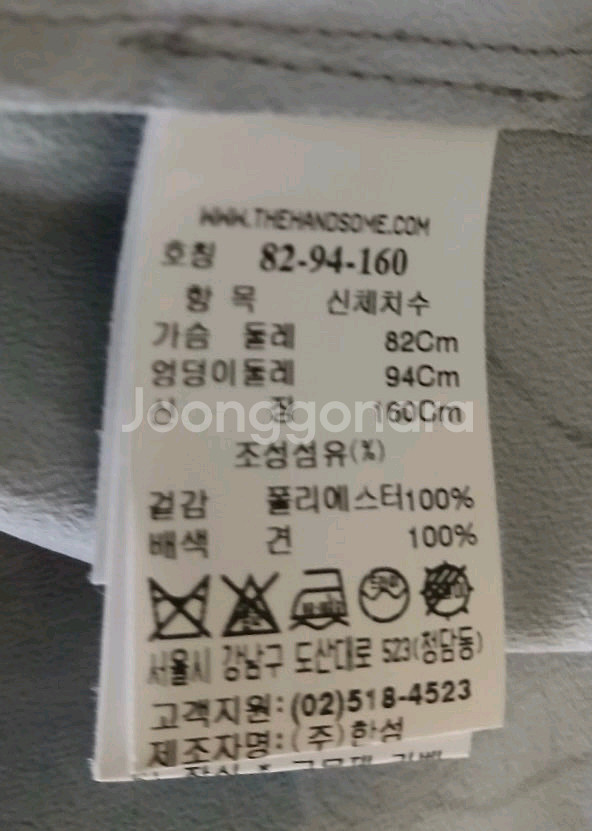 WWW.THEHANDSOME.COM
호칭 82-94-160
항 목 신체치수
가슴 둘레 82Cm
엉덩이둘레 94Cm
신 장 160Cm
Joonggonara
조성섬유(%)
겉감 폴리에스터100%
배색 견 100%
서울시 강남구 도산대로 523(청담동)
고객지원:(02)518-4523
제조자명:(주)한섬